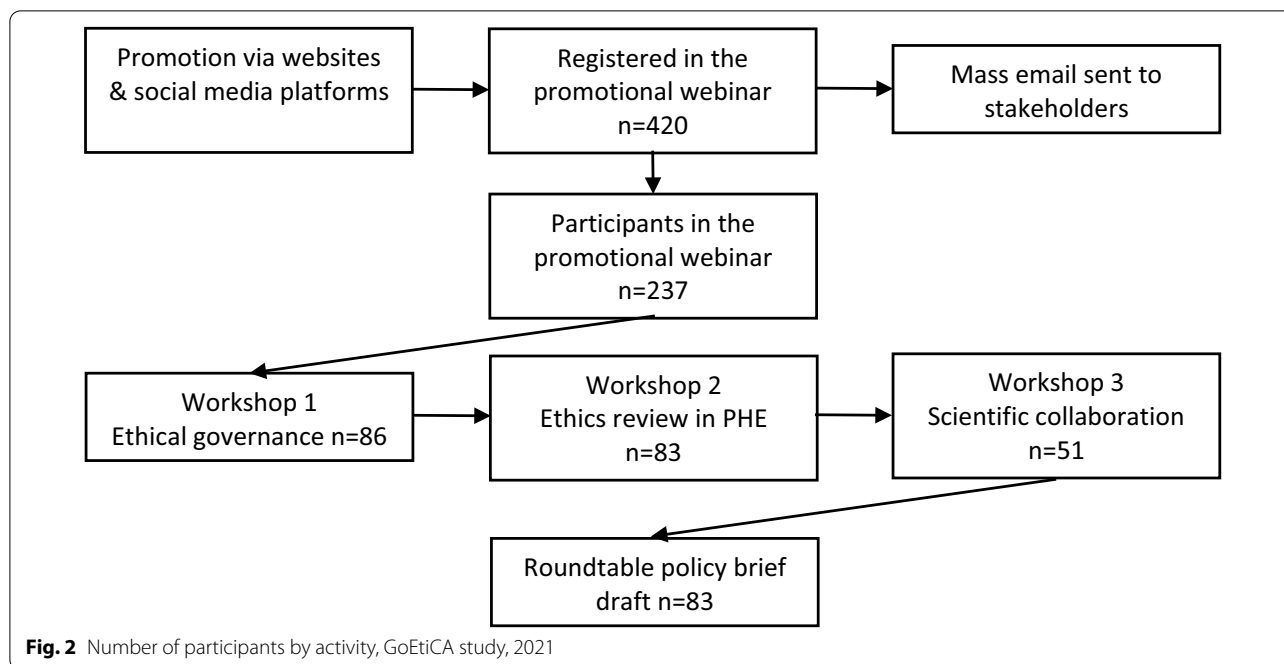 Promotion via websites
& social media platforms
Registered in the
promotional webinar
n=420
Mass email sent to
stakeholders
Participants in the
promotional webinar
n=237
Workshop 1
Ethical governance n=86
Workshop 2
Ethics review in PHE
n=83
Workshop 3
Scientific collaboration
n=51
Roundtable policy brief
draft n=83
Fig. 2 Number of participants by activity, GoEtiCA study, 2021